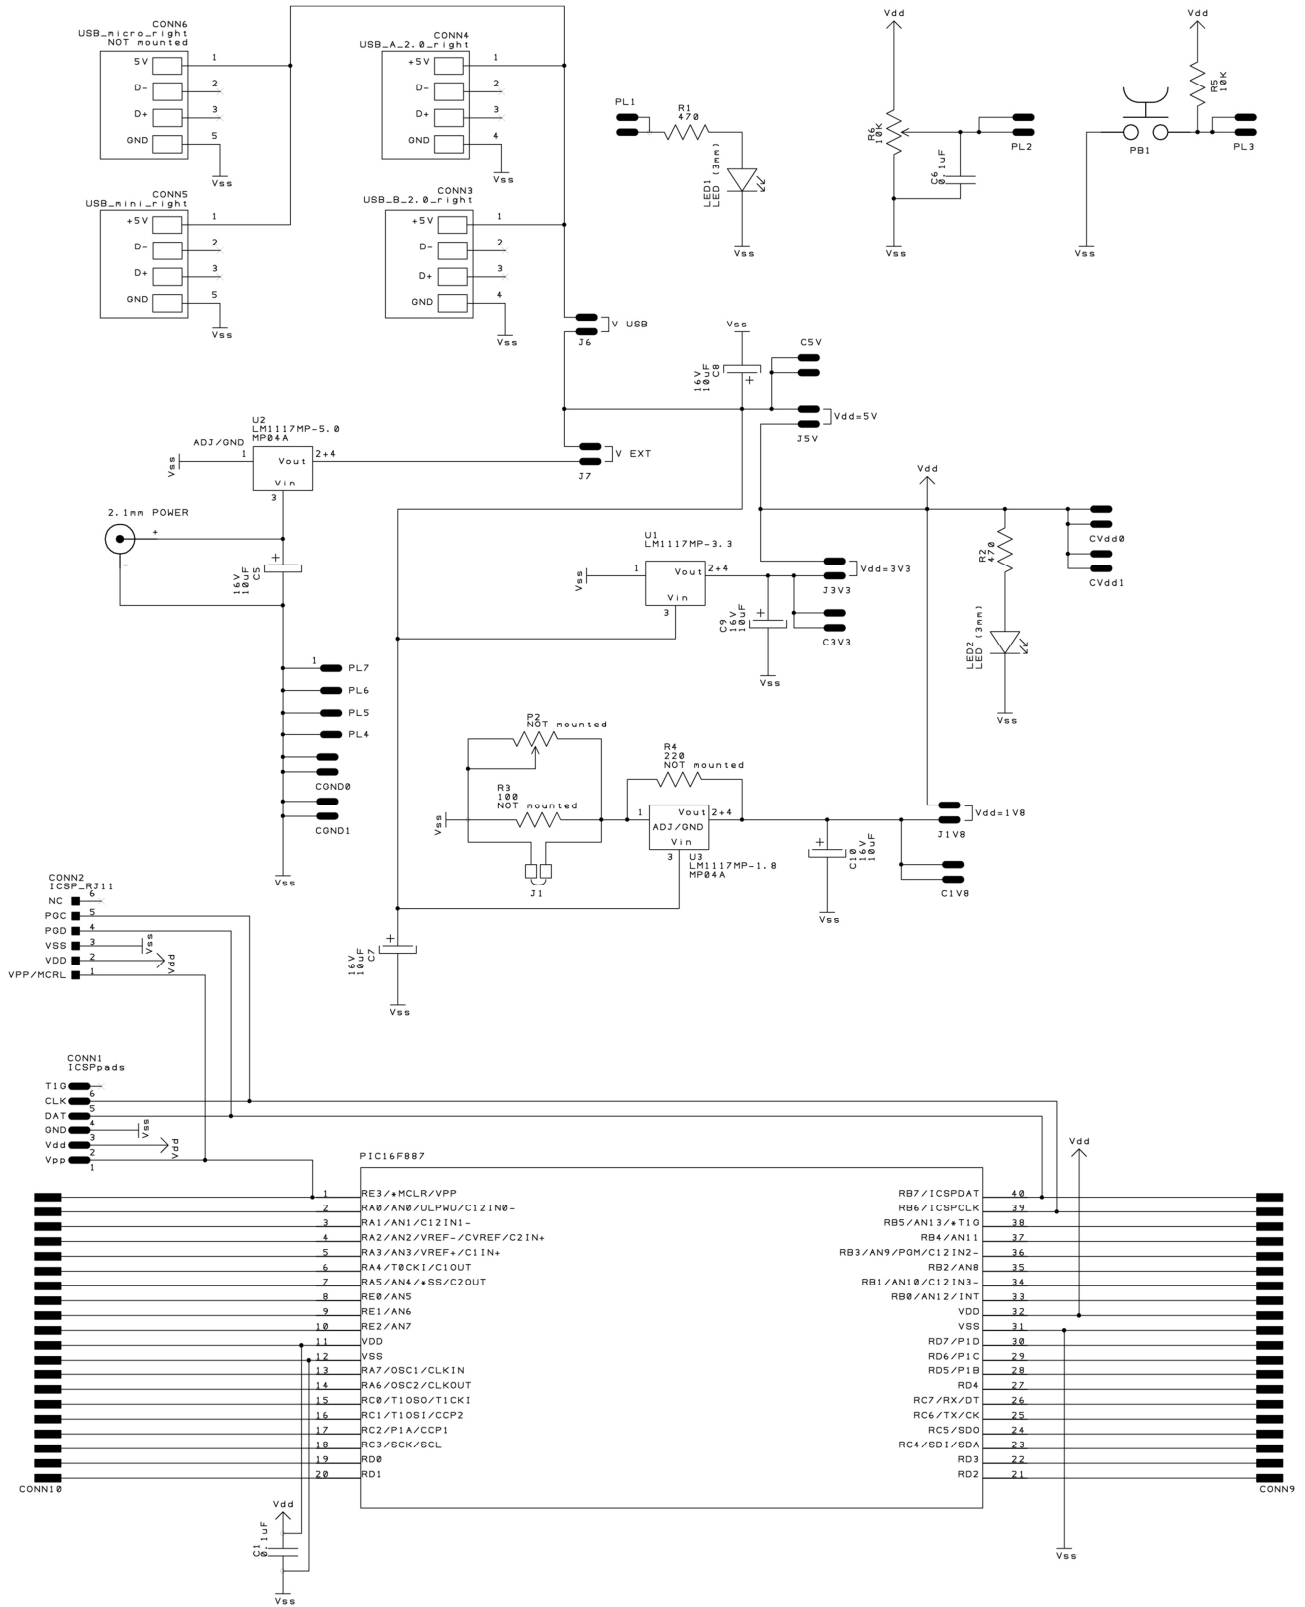 CONN6
USB_micro_right
NOT mounted
5V 1
D- 2
D+ 3
GND 5
Vss
CONN4
USB_A_2.0_right
+5V 1
D- 2
D+ 3
GND 4
Vss
CONN5
USB_mini_right
+5V 1
D- 2
D+ 3
GND 5
Vss
CONN3
USB_B_2.0_right
+5V 1
D- 2
D+ 3
GND 4
Vss
PL1
R1
470
LED1
LED (3mm)
Vss
Vdd
R6
10K
C6
0.1uF
PL2
Vss
Vdd
R5
10K
PB1
PL3
Vss
V USB
J6
Vss
16V
10uF
C8
+
C5V
Vdd=5V
J5V
U2
LM1117MP-5.0
MP04A
ADJ/GND
Vss
1
Vout
2+4
Vin
3
V EXT
J7
2.1mm POWER
+
-
16V
10uF
C5
+
1 PL7
PL6
PL5
PL4
CGND0
CGND1
Vss
U1
LM1117MP-3.3
Vss
1
Vout
2+4
Vin
3
C9
16V
10uF
+
Vss
Vdd=3V3
J3V3
C3V3
Vdd
R2
470
LED2
LED (3mm)
Vss
CVdd0
CVdd1
P2
NOT mounted
R3
100
NOT mounted
Vss
J1
R4
220
NOT mounted
1
Vout
2+4
ADJ/GND
Vin
3
U3
LM1117MP-1.8
MP04A
C10
16V
10uF
+
Vss
Vdd=1V8
J1V8
C1V8
16V
10uF
C7
+
Vss
CONN2
ICSP_RJ11
NC 6
PGC 5
PGD 4
VSS 3
Vss
VDD 2
Vdd
VPP/MCRL 1
CONN1
ICSPpads
T1G 6
CLK 5
DAT 4
GND 3
Vss
Vdd 2
Vdd
Vpp 1
PIC16F887
Vdd
1 RE3/*MCLR/VPP
2 RA0/AN0/ULPWU/C12IN0-
3 RA1/AN1/C12IN1-
4 RA2/AN2/VREF-/CVREF/C2IN+
5 RA3/AN3/VREF+/C1IN+
6 RA4/T0CKI/C1OUT
7 RA5/AN4/*SS/C2OUT
8 RE0/AN5
9 RE1/AN6
10 RE2/AN7
11 VDD
12 VSS
13 RA7/OSC1/CLKIN
14 RA6/OSC2/CLKOUT
15 RC0/T1OSO/T1CKI
16 RC1/T1OSI/CCP2
17 RC2/P1A/CCP1
18 RC3/SCK/SCL
19 RD0
20 RD1
RB7/ICSPDAT 40
RB6/ICSPCLK 39
RB5/AN13/*T1G 38
RB4/AN11 37
RB3/AN9/PGM/C12IN2- 36
RB2/AN8 35
RB1/AN10/C12IN3- 34
RB0/AN12/INT 33
VDD 32
VSS 31
RD7/P1D 30
RD6/P1C 29
RD5/P1B 28
RD4 27
RC7/RX/DT 26
RC6/TX/CK 25
RC5/SDO 24
RC4/SDI/SDA 23
RD3 22
RD2 21
CONN10
CONN9
Vdd
C1
0.1uF
Vss
Vss